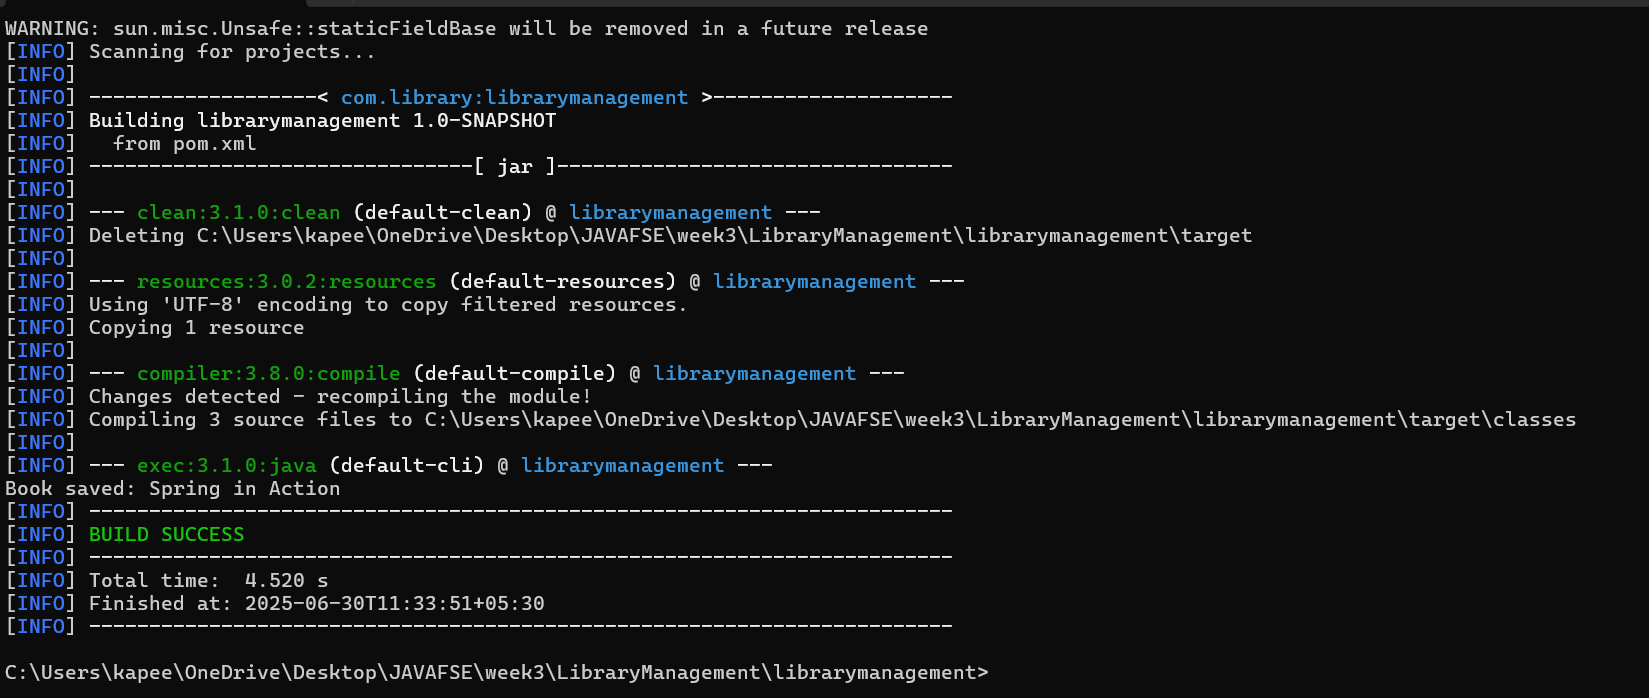 WARNING: sun.misc.Unsafe::staticFieldBase will be removed in a future release
[INFO] Scanning for projects...
[INFO]
[INFO] -------------------< com.library:librarymanagement >--------------------
[INFO] Building librarymanagement 1.0-SNAPSHOT
[INFO]   from pom.xml
[INFO] --------------------------------[ jar ]---------------------------------
[INFO]
[INFO] --- clean:3.1.0:clean (default-clean) @ librarymanagement ---
[INFO] Deleting C:\Users\kapee\OneDrive\Desktop\JAVAFSE\week3\LibraryManagement\librarymanagement\target
[INFO]
[INFO] --- resources:3.0.2:resources (default-resources) @ librarymanagement ---
[INFO] Using 'UTF-8' encoding to copy filtered resources.
[INFO] Copying 1 resource
[INFO]
[INFO] --- compiler:3.8.0:compile (default-compile) @ librarymanagement ---
[INFO] Changes detected - recompiling the module!
[INFO] Compiling 3 source files to C:\Users\kapee\OneDrive\Desktop\JAVAFSE\week3\LibraryManagement\librarymanagement\target\classes
[INFO]
[INFO] --- exec:3.1.0:java (default-cli) @ librarymanagement ---
Book saved: Spring in Action
[INFO] ------------------------------------------------------------------------
[INFO] BUILD SUCCESS
[INFO] ------------------------------------------------------------------------
[INFO] Total time:  4.520 s
[INFO] Finished at: 2025-06-30T11:33:51+05:30
[INFO] ------------------------------------------------------------------------
C:\Users\kapee\OneDrive\Desktop\JAVAFSE\week3\LibraryManagement\librarymanagement>